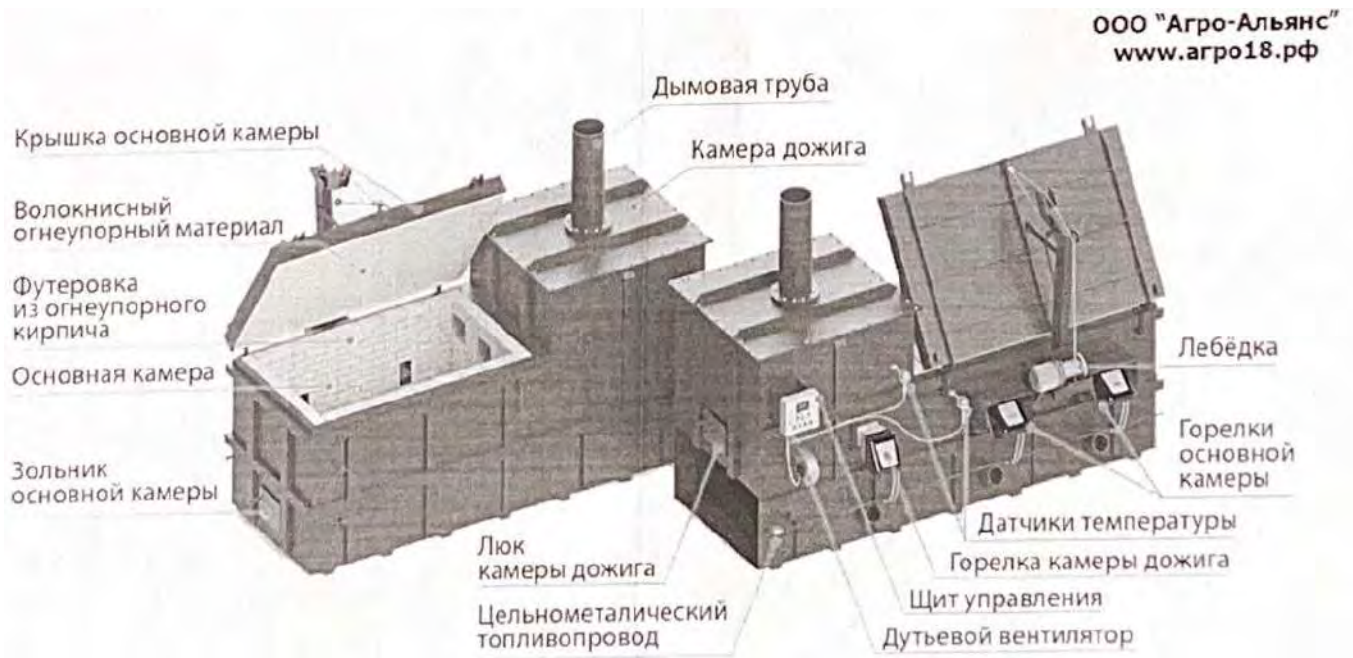 ООО "Агро-Альянс"
www.агро18.рф
Дымовая труба
Крышка основной камеры
Камера дожига
Волокнисный
огнеупорный материал
Футеровка
из огнеупорного
кирпича
Основная камера
Лебёдка
Горелки
основной
камеры
Зольник
основной камеры
Датчики температуры
Люк
камеры дожига
Горелка камеры дожига
Щит управления
Цельнометалический
топливопровод
Дутьевой вентилятор